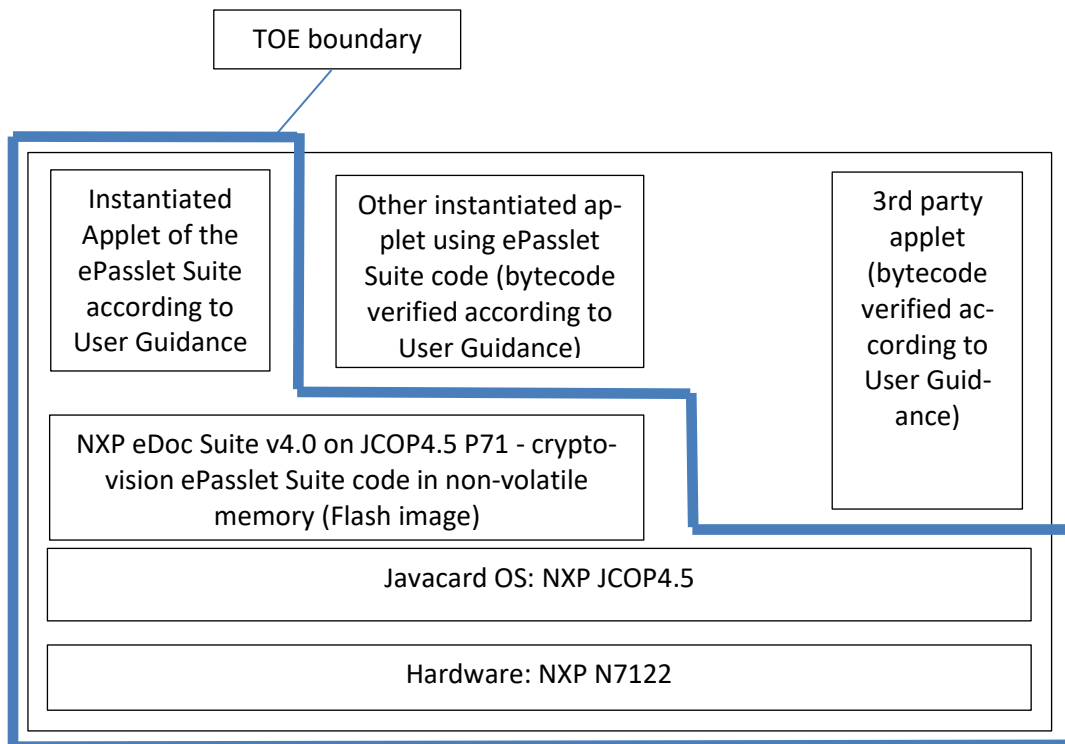 TOE boundary
Instantiated
Applet of the
ePasslet Suite
according to
User Guidance
Other instantiated ap-
plet using ePasslet
Suite code (bytecode
verified according to
User Guidance)
3rd party
applet
(bytecode
verified ac-
cording to
User Guid-
ance)
NXP eDoc Suite v4.0 on JCOP4.5 P71 - crypto-
vision ePasslet Suite code in non-volatile
memory (Flash image)
Javacard OS: NXP JCOP4.5
Hardware: NXP N7122